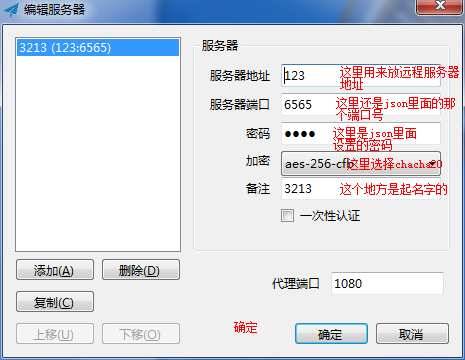 编辑服务器
3213 (123:6565)
服务器
服务器地址
123
这里用来放远程服务器
地址
服务器端口
6565
这里还是json里面的那
个端口号
密码
●●●●
这里是json里面
设置的密码
加密
aes-256-cfb
这里选择chacha20
备注
3213
这个地方是起名字的
一次性认证
添加(A)
删除(D)
复制(C)
代理端口
1080
上移(U)
下移(O)
确定
确定
取消